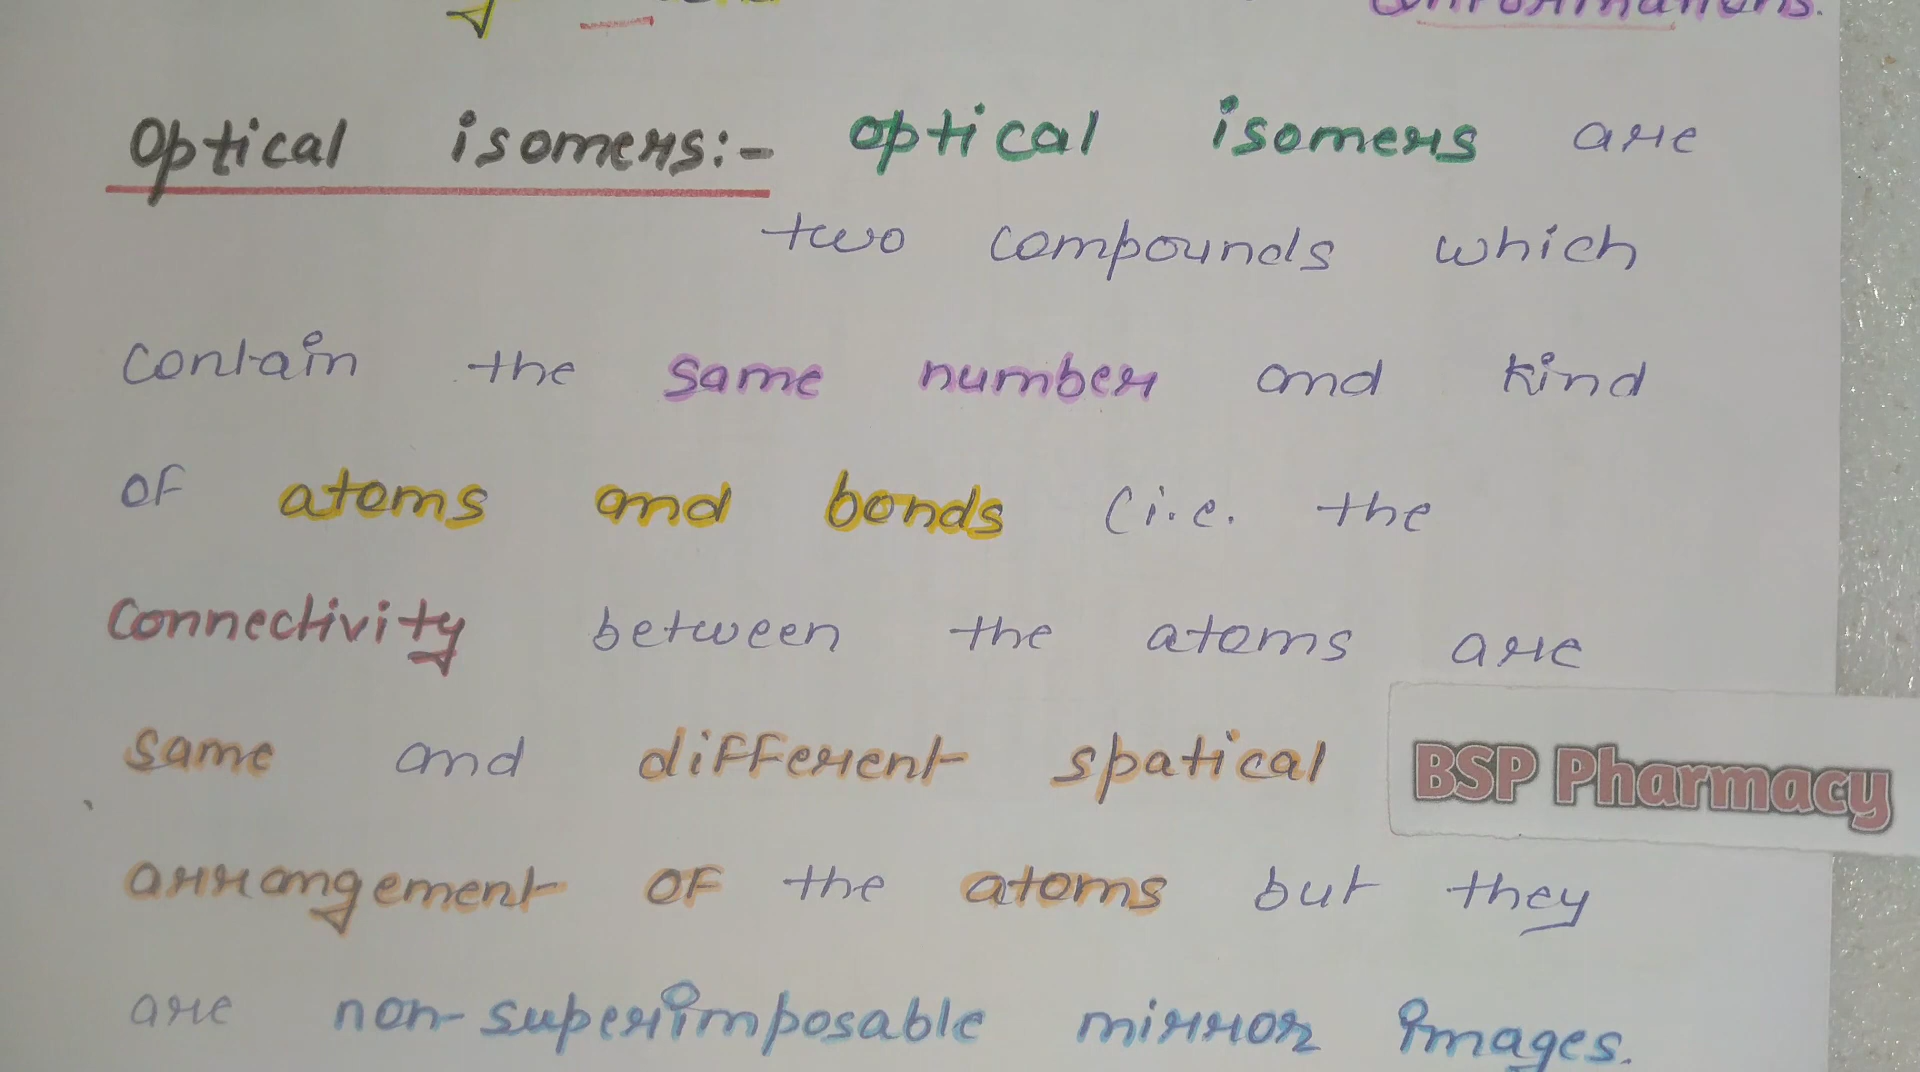 conformations.
Optical isomers:- optical isomers are
two compounds which
contain the same number and kind
of atoms and bonds (i.e. the
connectivity between the atoms are
same and different spatical
BSP Pharmacy
arrangement of the atoms but they
are non-superimposable mirror images.